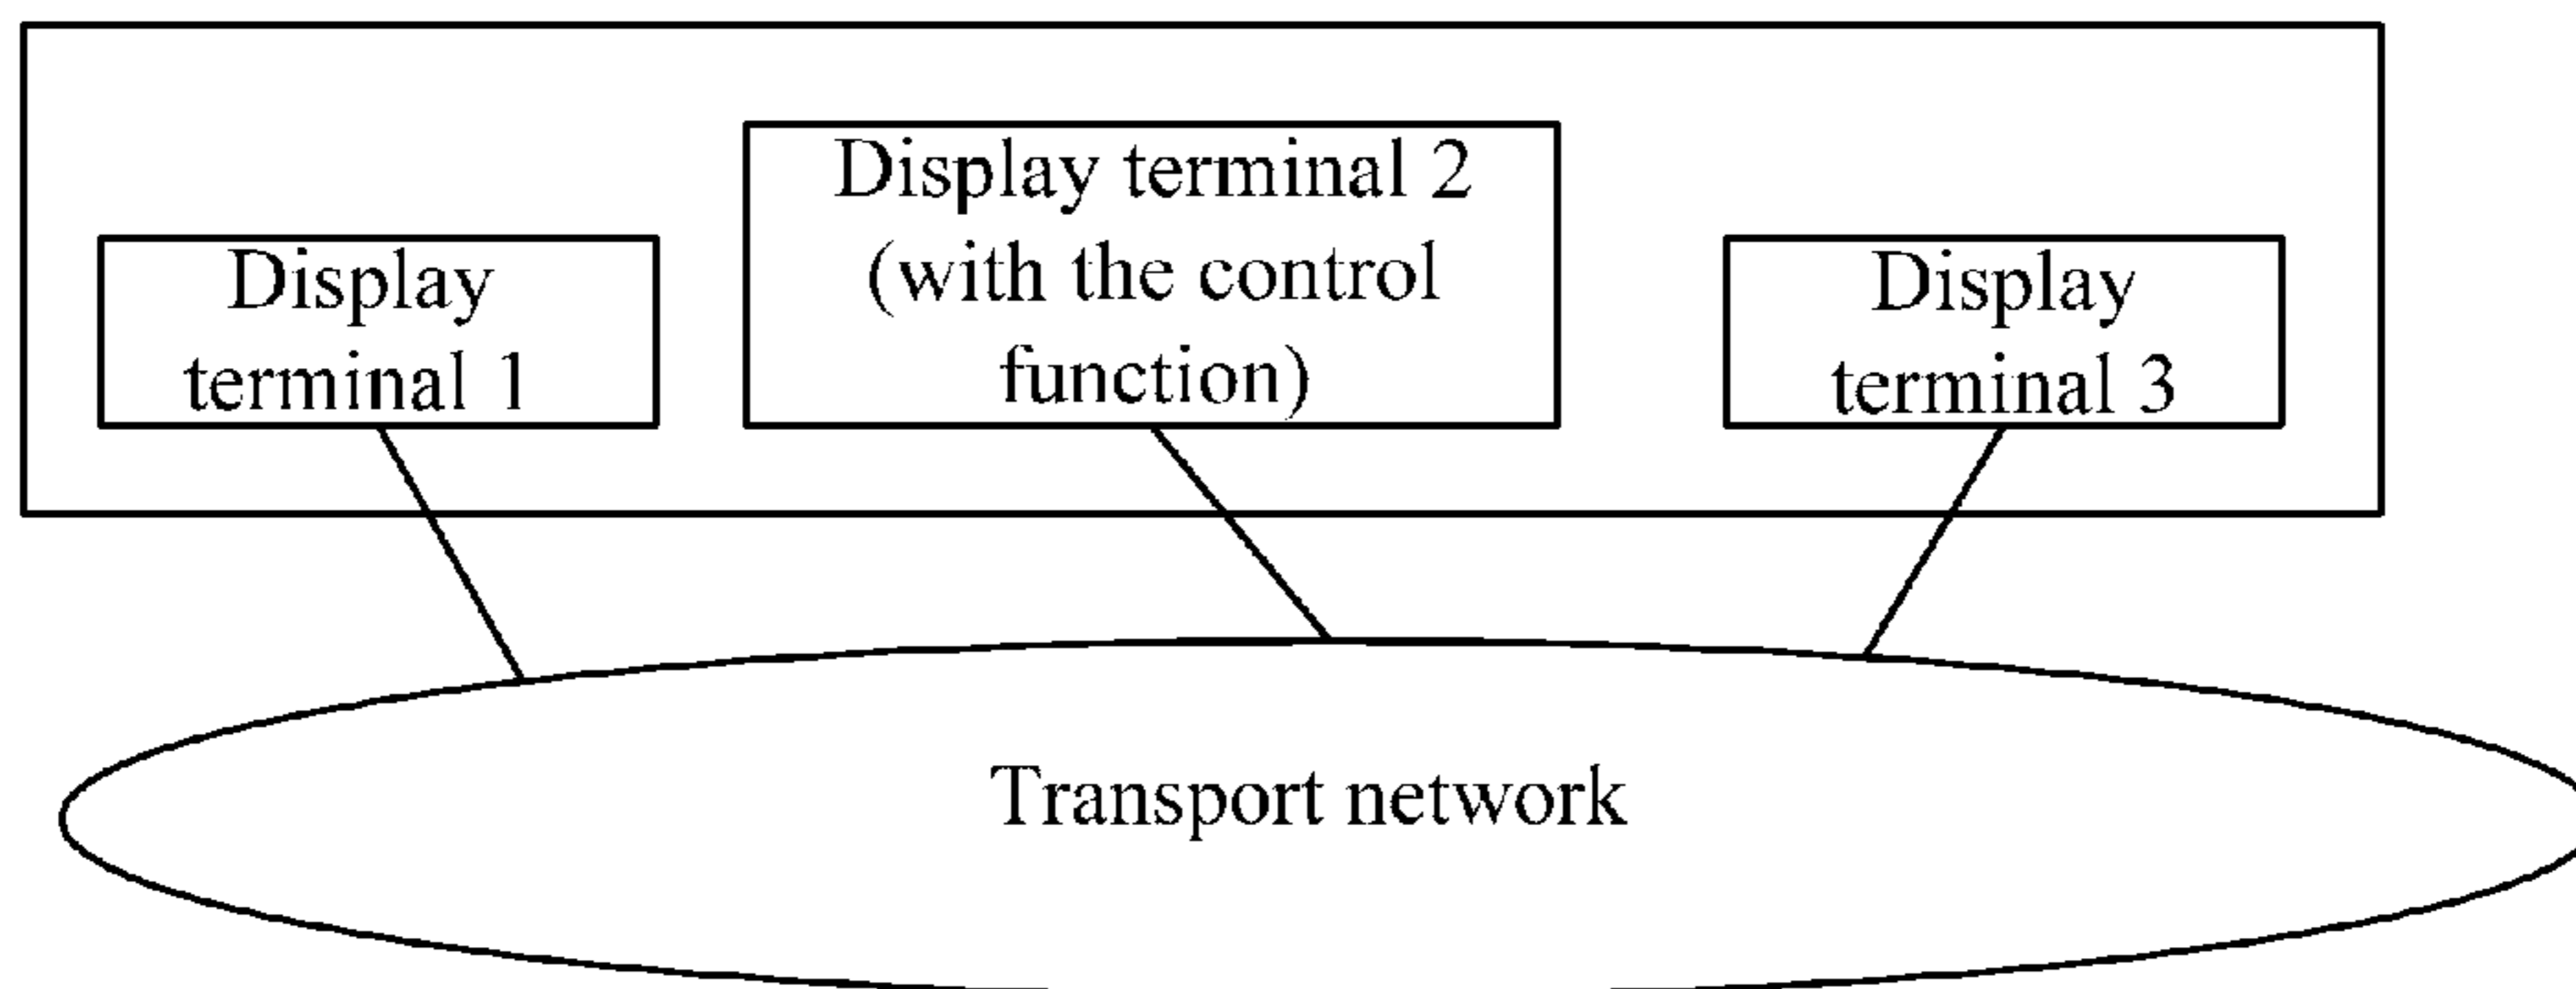 Display
terminal 1
Display terminal 2
(with the control
function)
Display
terminal 3
Transport network